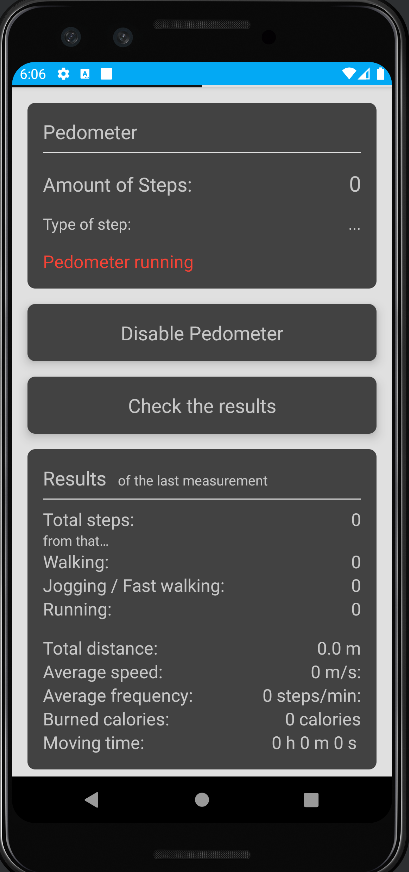 6:06
Pedometer
Amount of Steps: 0
Type of step: ...
Pedometer running
Disable Pedometer
Check the results
Results of the last measurement
Total steps: 0
from that...
Walking: 0
Jogging / Fast walking: 0
Running: 0
Total distance: 0.0 m
Average speed: 0 m/s:
Average frequency: 0 steps/min:
Burned calories: 0 calories
Moving time: 0 h 0 m 0 s